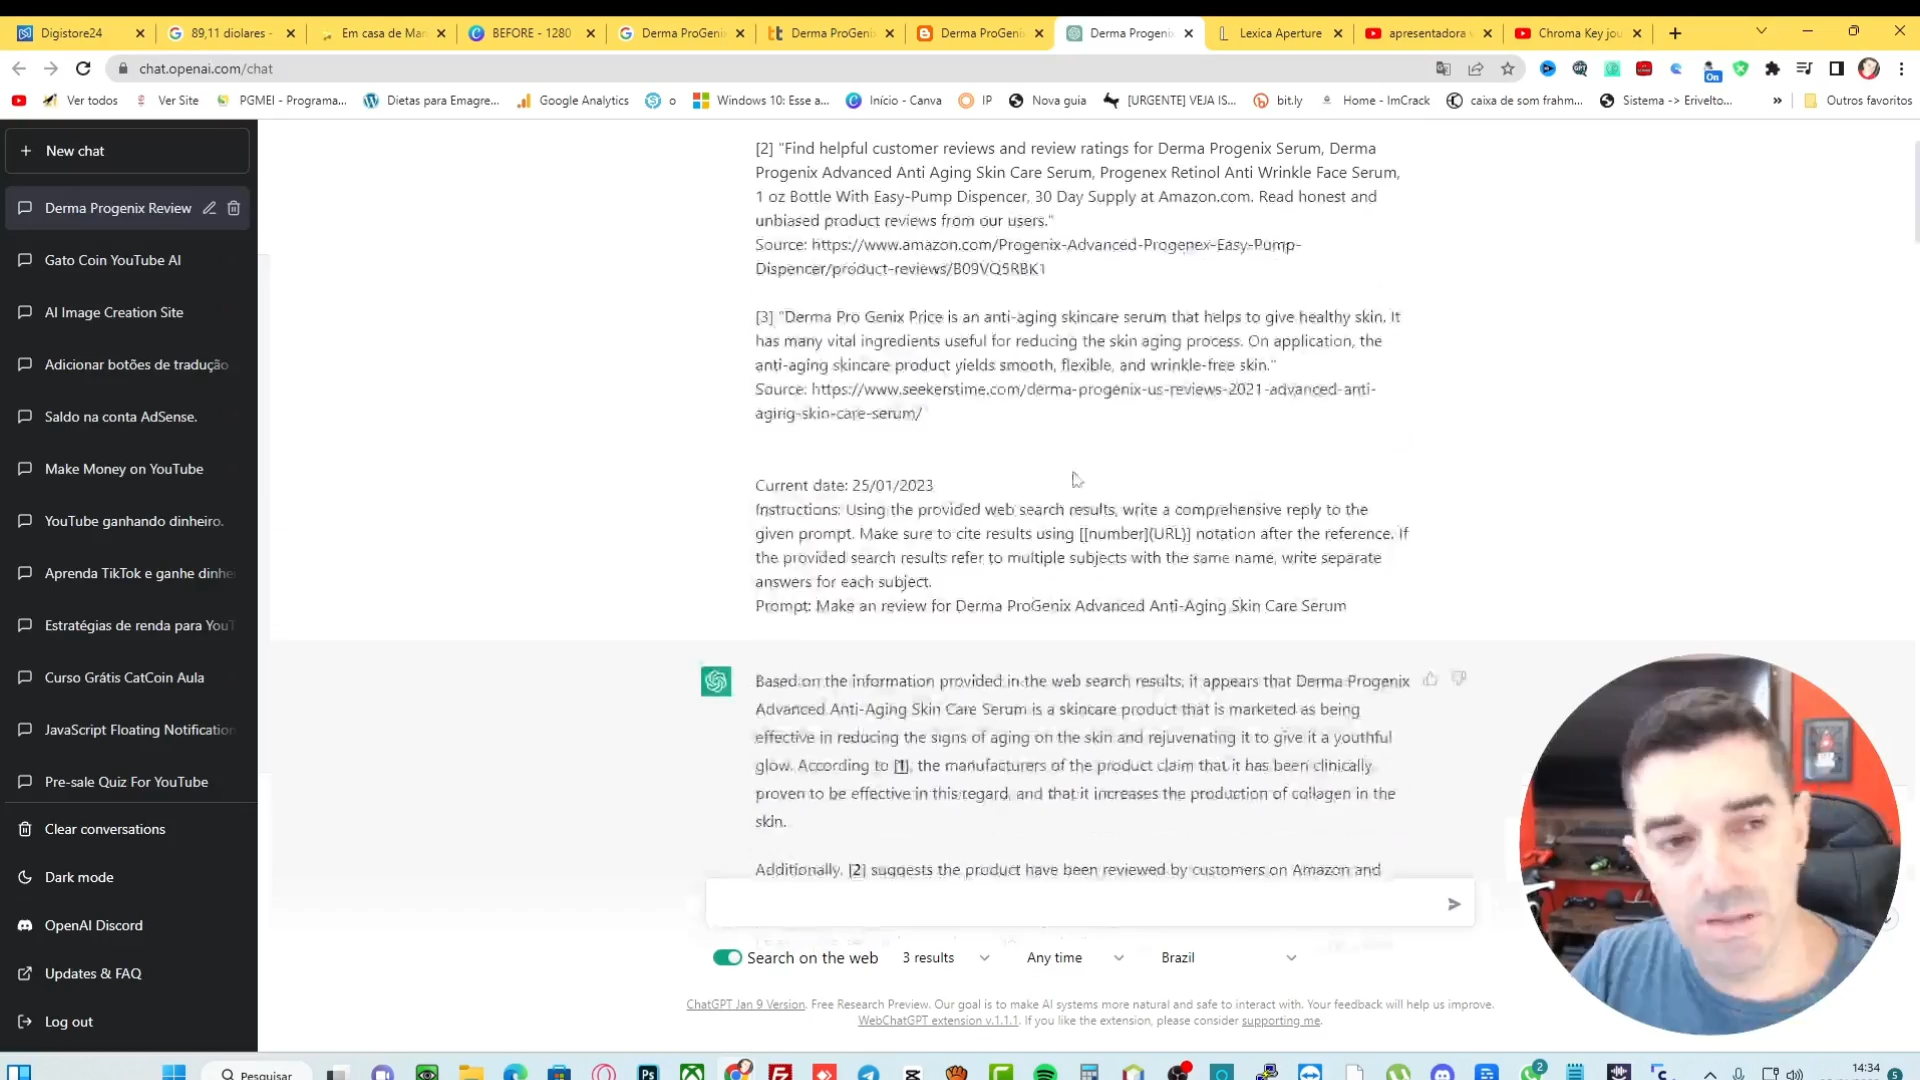 Digistore24
89,11 diolares -
Em casa de Mar
BEFORE - 1280
Derma ProGeni
Derma ProGenix
Derma ProGenix
Derma Progenix
Lexica Aperture
apresentadora v
Chroma Key jou
chat.openai.com/chat
On
Ver todos
Ver Site
PGMEI - Programa...
Dietas para Emagre...
Google Analytics
o
Windows 10: Esse a...
Início - Canva
IP
Nova guia
[URGENTE] VEJA IS...
bit.ly
Home - ImCrack
caixa de som frahm...
Sistema -> Erivelto...
»
Outros favoritos
+ New chat
Derma Progenix Review
Gato Coin YouTube AI
AI Image Creation Site
Adicionar botões de tradução
Saldo na conta AdSense.
Make Money on YouTube
YouTube ganhando dinheiro.
Aprenda TikTok e ganhe dinhe
Estratégias de renda para YouT
Curso Grátis CatCoin Aula
JavaScript Floating Notification
Pre-sale Quiz For YouTube
Clear conversations
Dark mode
OpenAI Discord
Updates & FAQ
Log out
[2] "Find helpful customer reviews and review ratings for Derma Progenix Serum, Derma
Progenix Advanced Anti Aging Skin Care Serum, Progenex Retinol Anti Wrinkle Face Serum,
1 oz Bottle With Easy-Pump Dispencer, 30 Day Supply at Amazon.com. Read honest and
unbiased product reviews from our users."
Source: https://www.amazon.com/Progenix-Advanced-Progenex-Easy-Pump-
Dispencer/product-reviews/B09VQ5RBK1
[3] "Derma Pro Genix Price is an anti-aging skincare serum that helps to give healthy skin. It
has many vital ingredients useful for reducing the skin aging process. On application, the
anti-aging skincare product yields smooth, flexible, and wrinkle-free skin."
Source: https://www.seekerstime.com/derma-progenix-us-reviews-2021-advanced-anti-
aging-skin-care-serum/
Current date: 25/01/2023
Instructions: Using the provided web search results, write a comprehensive reply to the
given prompt. Make sure to cite results using [[number](URL)] notation after the reference. If
the provided search results refer to multiple subjects with the same name, write separate
answers for each subject.
Prompt: Make an review for Derma ProGenix Advanced Anti-Aging Skin Care Serum
Based on the information provided in the web search results, it appears that Derma Progenix
Advanced Anti-Aging Skin Care Serum is a skincare product that is marketed as being
effective in reducing the signs of aging on the skin and rejuvenating it to give it a youthful
glow. According to [1], the manufacturers of the product claim that it has been clinically
proven to be effective in this regard, and that it increases the production of collagen in the
skin.
Additionally, [2] suggests the product have been reviewed by customers on Amazon and
Search on the web
3 results
Any time
Brazil
ChatGPT Jan 9 Version. Free Research Preview. Our goal is to make AI systems more natural and safe to interact with. Your feedback will help us improve.
WebChatGPT extension v.1.1.1. If you like the extension, please consider supporting me.
Pesquisar
Ps
2
14:34
5